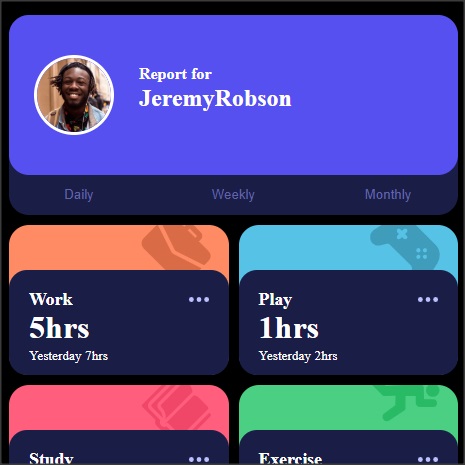 Report for
JeremyRobson
Daily Weekly Monthly
Work
5hrs
Yesterday 7hrs
Play
1hrs
Yesterday 2hrs
Study
Exercise